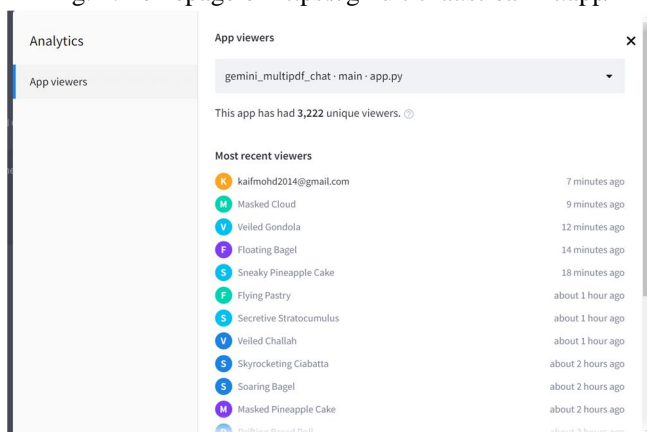 Analytics
App viewers
App viewers
gemini_multipdf_chat · main · app.py
This app has had 3,222 unique viewers.
Most recent viewers
K kaifmohd2014@gmail.com 7 minutes ago
M Masked Cloud 9 minutes ago
V Veiled Gondola 12 minutes ago
F Floating Bagel 14 minutes ago
S Sneaky Pineapple Cake 18 minutes ago
F Flying Pastry about 1 hour ago
S Secretive Stratocumulus about 1 hour ago
V Veiled Challah about 1 hour ago
S Skyrocketing Ciabatta about 2 hours ago
S Soaring Bagel about 2 hours ago
M Masked Pineapple Cake about 2 hours ago